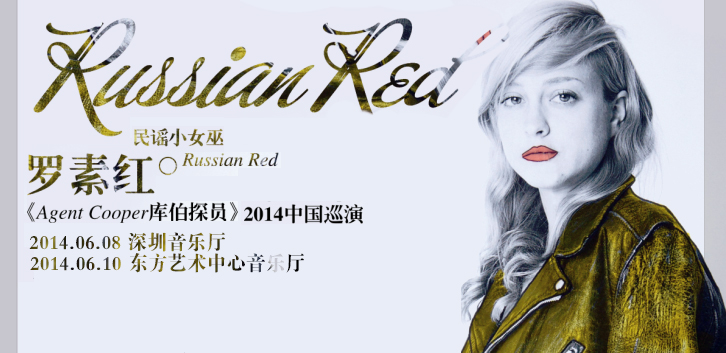 Russian Red
民谣小女巫
罗素红 Russian Red
《Agent Cooper库伯探员》2014中国巡演
2014.06.08 深圳音乐厅
2014.06.10 东方艺术中心音乐厅